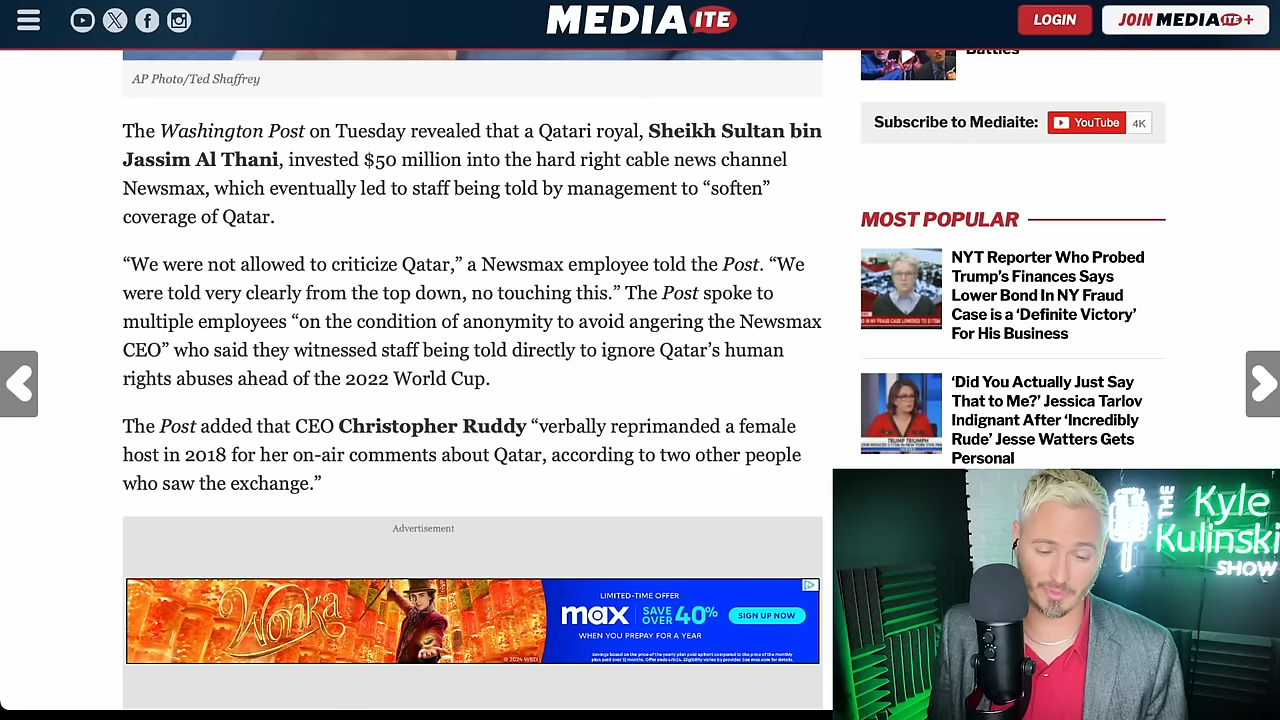 MEDIAITE
LOGIN
JOIN MEDIAITE+
AP Photo/Ted Shaffrey
The Washington Post on Tuesday revealed that a Qatari royal, Sheikh Sultan bin
Jassim Al Thani, invested $50 million into the hard right cable news channel
Newsmax, which eventually led to staff being told by management to “soften”
coverage of Qatar.
“We were not allowed to criticize Qatar,” a Newsmax employee told the Post. “We
were told very clearly from the top down, no touching this.” The Post spoke to
multiple employees “on the condition of anonymity to avoid angering the Newsmax
CEO” who said they witnessed staff being told directly to ignore Qatar’s human
rights abuses ahead of the 2022 World Cup.
The Post added that CEO Christopher Ruddy “verbally reprimanded a female
host in 2018 for her on-air comments about Qatar, according to two other people
who saw the exchange.”
Advertisement
Wonka
LIMITED-TIME OFFER
max
SAVE
OVER
40%
SIGN UP NOW
WHEN YOU PREPAY FOR A YEAR
© 2024 WBEI
Battles
Subscribe to Mediaite:
YouTube
4K
MOST POPULAR
NYT Reporter Who Probed
Trump’s Finances Says
Lower Bond In NY Fraud
Case is a ‘Definite Victory’
For His Business
‘Did You Actually Just Say
That to Me?’ Jessica Tarlov
Indignant After ‘Incredibly
Rude’ Jesse Watters Gets
Personal
TRUMP TRIUMPH
THE
Kyle
Kulinski
SHOW